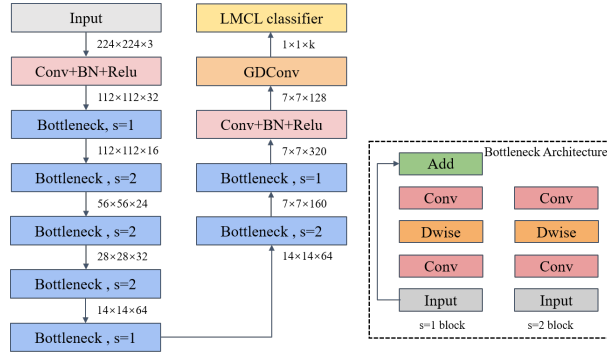 Input
224×224×3
Conv+BN+Relu
112×112×32
Bottleneck, s=1
112×112×16
Bottleneck , s=2
56×56×24
Bottleneck , s=2
28×28×32
Bottleneck , s=2
14×14×64
Bottleneck , s=1
LMCL classifier
1×1×k
GDConv
7×7×128
Conv+BN+Relu
7×7×320
Bottleneck , s=1
7×7×160
Bottleneck , s=2
14×14×64
Bottleneck Architecture
Add
Conv
Dwise
Conv
Input
s=1 block
Conv
Dwise
Conv
Input
s=2 block